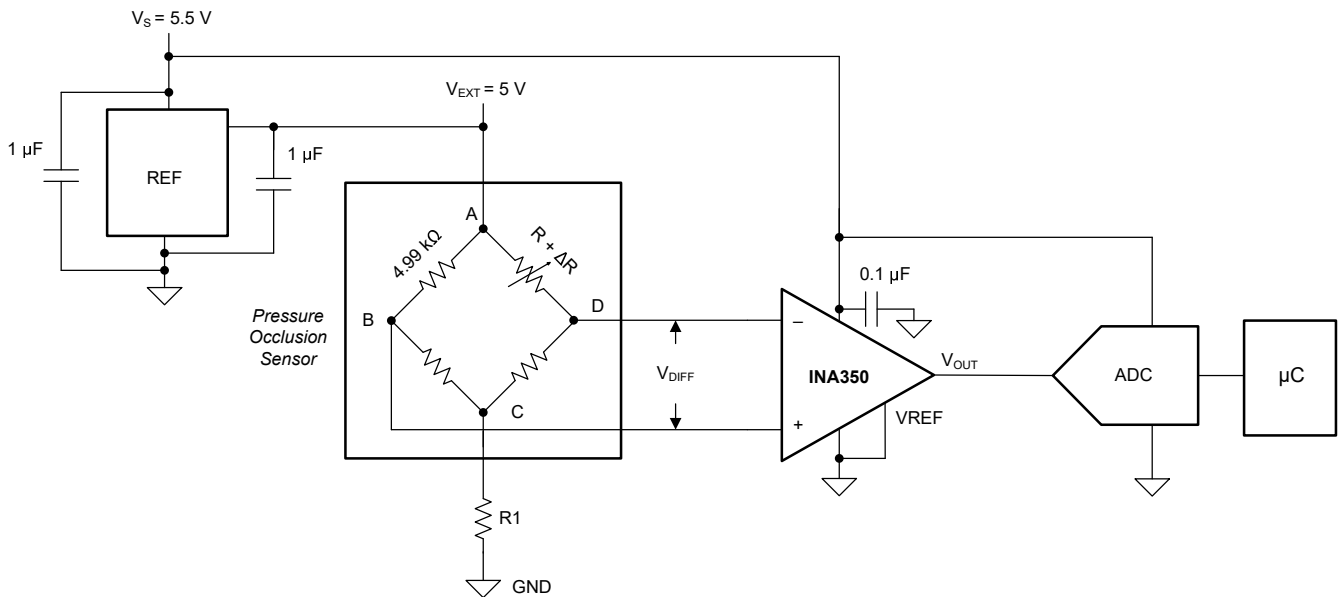 V_S = 5.5 V
V_EXT = 5 V
1 µF
REF
1 µF
A
4.99 kΩ
R + ΔR
B
D
C
Pressure
Occlusion
Sensor
V_DIFF
R1
GND
0.1 µF
–
+
INA350
VREF
V_OUT
ADC
µC